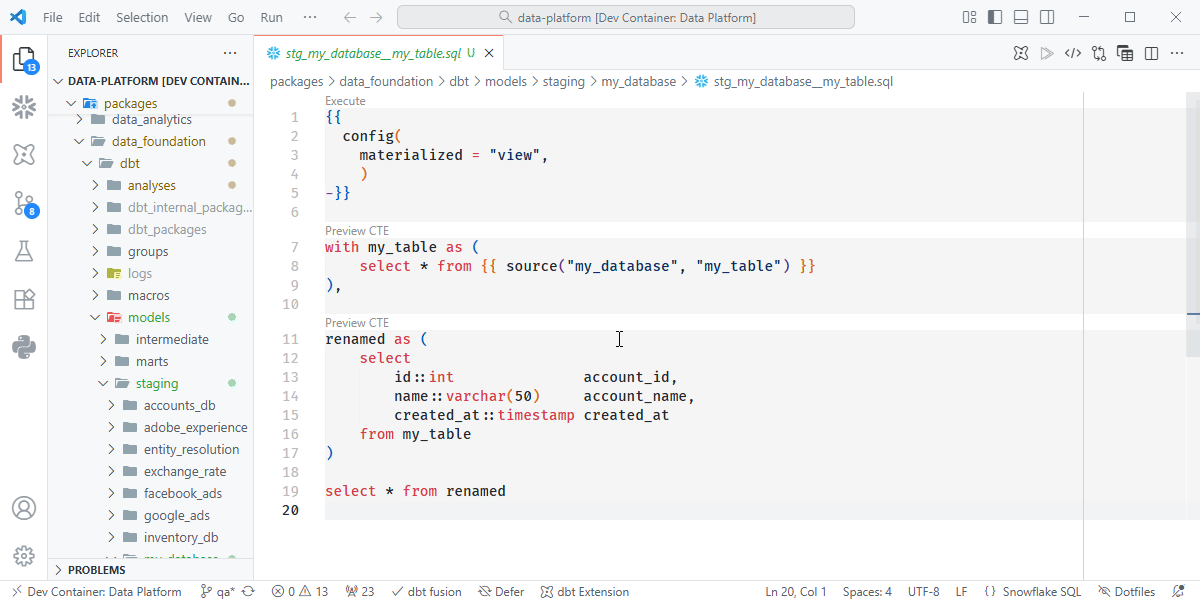 File Edit Selection View Go Run ··· data-platform [Dev Container: Data Platform]
EXPLORER ···
stg_my_database__my_table.sql U
13
8
DATA-PLATFORM [DEV CONTAIN...
packages
data_analytics
data_foundation
dbt
analyses
dbt_internal_packag...
dbt_packages
groups
logs
macros
models
intermediate
marts
staging
accounts_db
adobe_experience
entity_resolution
exchange_rate
facebook_ads
google_ads
inventory_db
my_database
PROBLEMS
packages > data_foundation > dbt > models > staging > my_database > stg_my_database__my_table.sql
Execute
1 {{
2 config(
3 materialized = "view",
4 )
5 -}}
6
Preview CTE
7 with my_table as (
8 select * from {{ source("my_database", "my_table") }}
9 ),
10
Preview CTE
11 renamed as (
12 select
13 id::int account_id,
14 name::varchar(50) account_name,
15 created_at::timestamp created_at
16 from my_table
17 )
18
19 select * from renamed
20
Dev Container: Data Platform qa* 0 13 23 dbt fusion Defer dbt Extension Ln 20, Col 1 Spaces: 4 UTF-8 LF {} Snowflake SQL Dotfiles